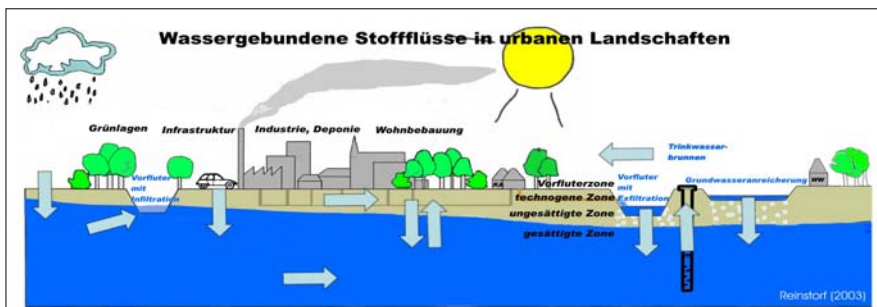 Wassergebundene Stoffflüsse in urbanen Landschaften
Grünlagen
Infrastruktur
Industrie, Deponie
Wohnbebauung
Trinkwasser-
brunnen
Vorfluter
mit
Infiltration
KA
Vorfluterzone
technogene Zone
ungesättigte Zone
gesättigte Zone
Vorfluter
mit
Exfiltration
Grundwasseranreicherung
WW
Reinstorf (2003)